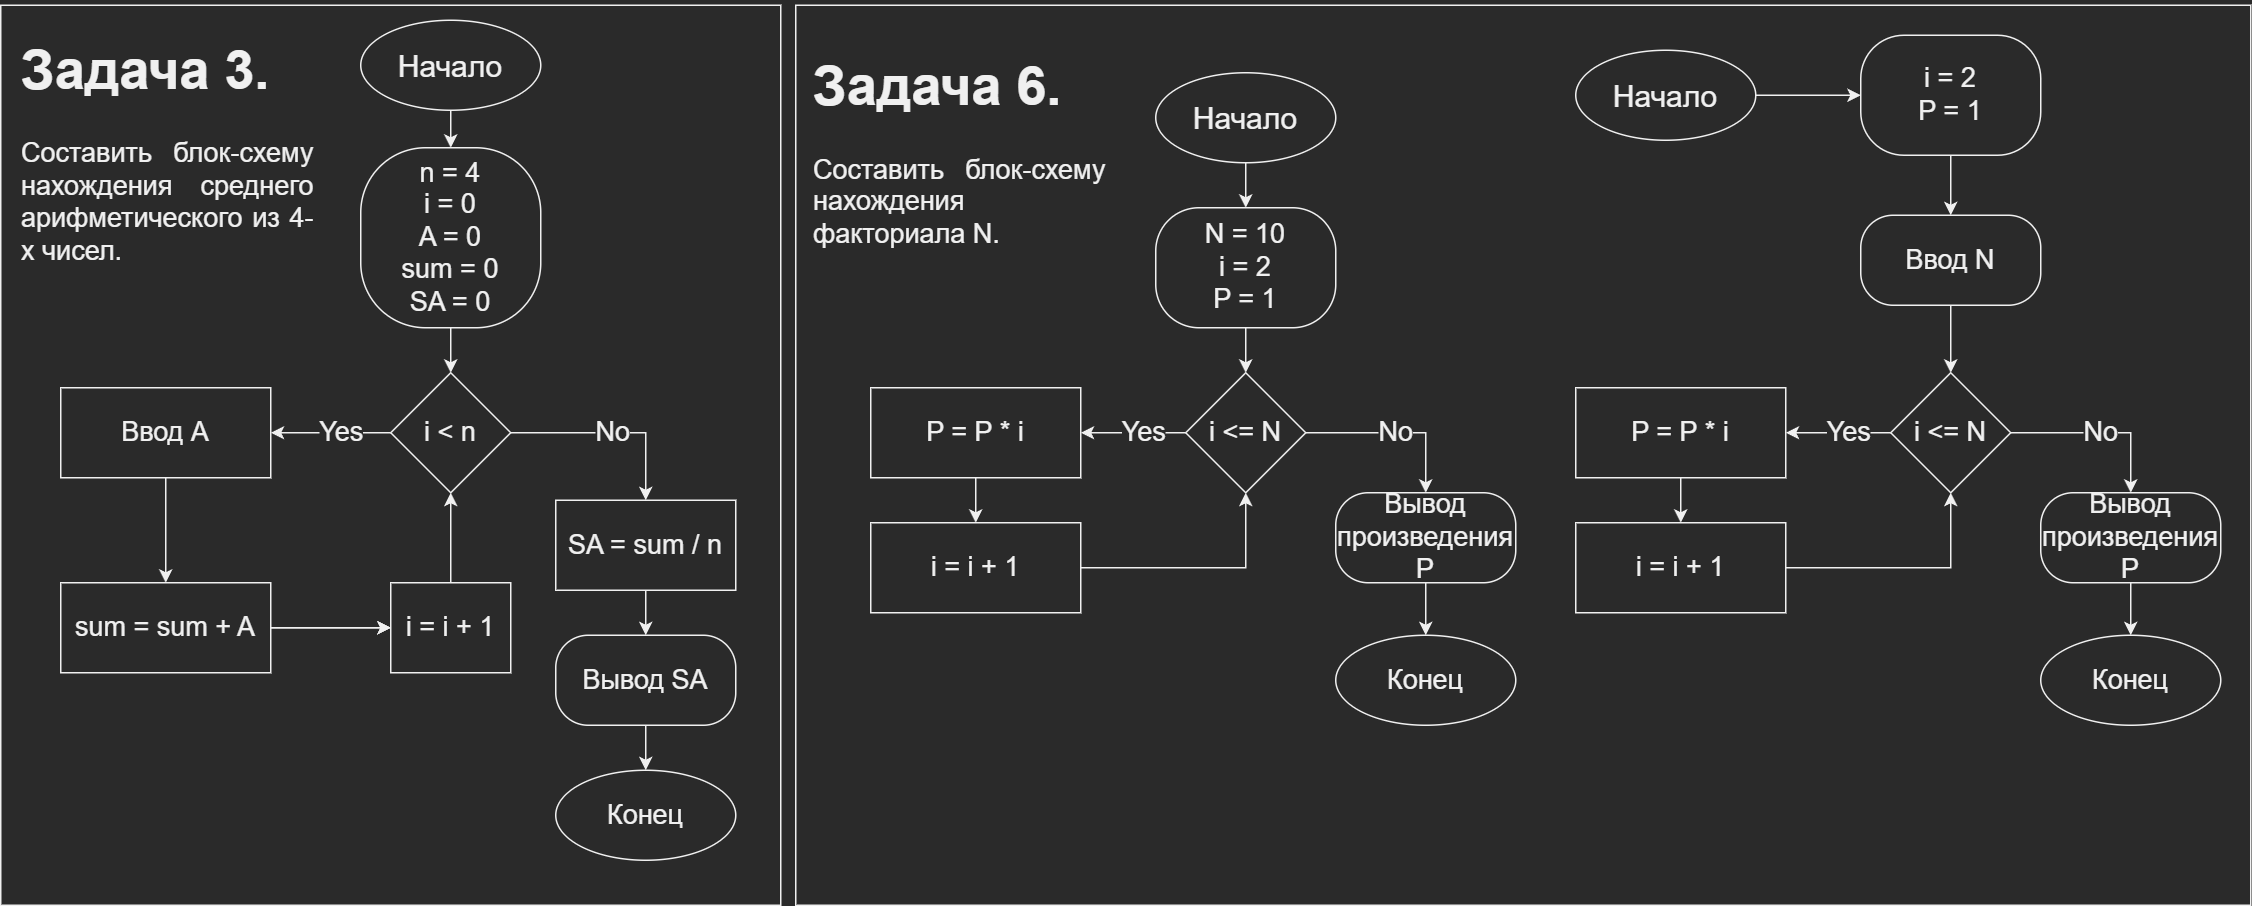 Задача 3.
Составить блок-схему
нахождения среднего
арифметического из 4-
х чисел.
Начало
n = 4
i = 0
A = 0
sum = 0
SA = 0
i < n
Yes
No
Ввод A
sum = sum + A
i = i + 1
SA = sum / n
Вывод SA
Конец
Задача 6.
Составить блок-схему
нахождения
факториала N.
Начало
N = 10
i = 2
P = 1
i <= N
Yes
No
P = P * i
i = i + 1
Вывод
произведения
P
Конец
Начало
i = 2
P = 1
Ввод N
i <= N
Yes
No
P = P * i
i = i + 1
Вывод
произведения
P
Конец